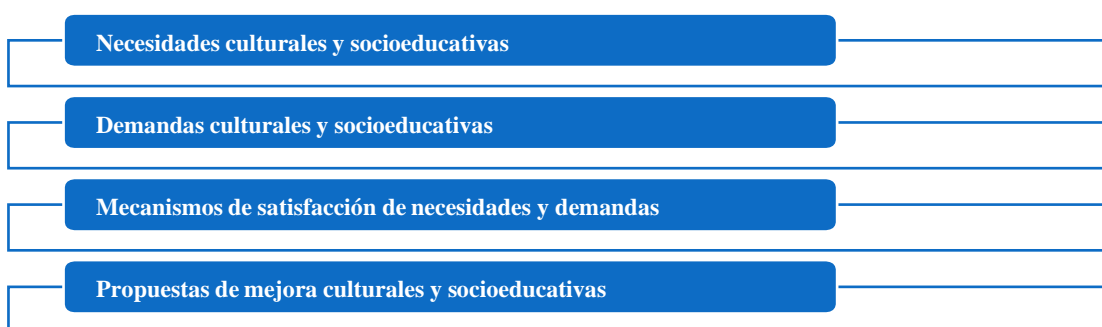 Necesidades culturales y socioeducativas
Demandas culturales y socioeducativas
Mecanismos de satisfacción de necesidades y demandas
Propuestas de mejora culturales y socioeducativas